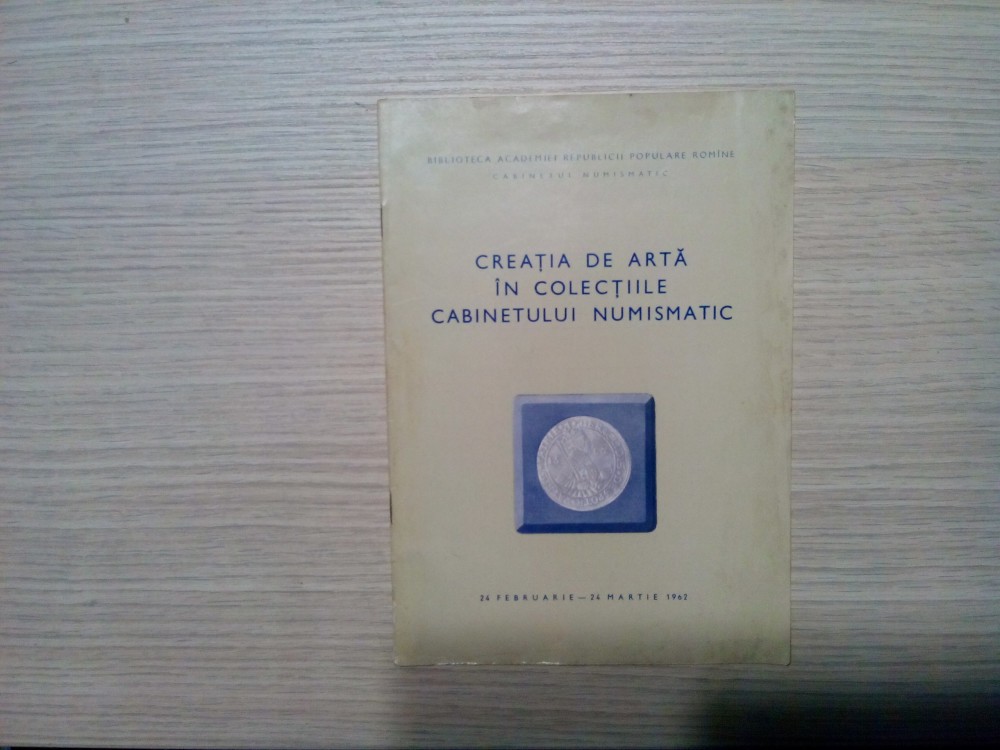 BIBLIOTECA ACADEMIEI REPUBLICII POPULARE ROMÎNE
CABINETUL NUMISMATIC
CREAȚIA DE ARTĂ
ÎN COLECȚIILE
CABINETULUI NUMISMATIC
24 FEBRUARIE — 24 MARTIE 1962